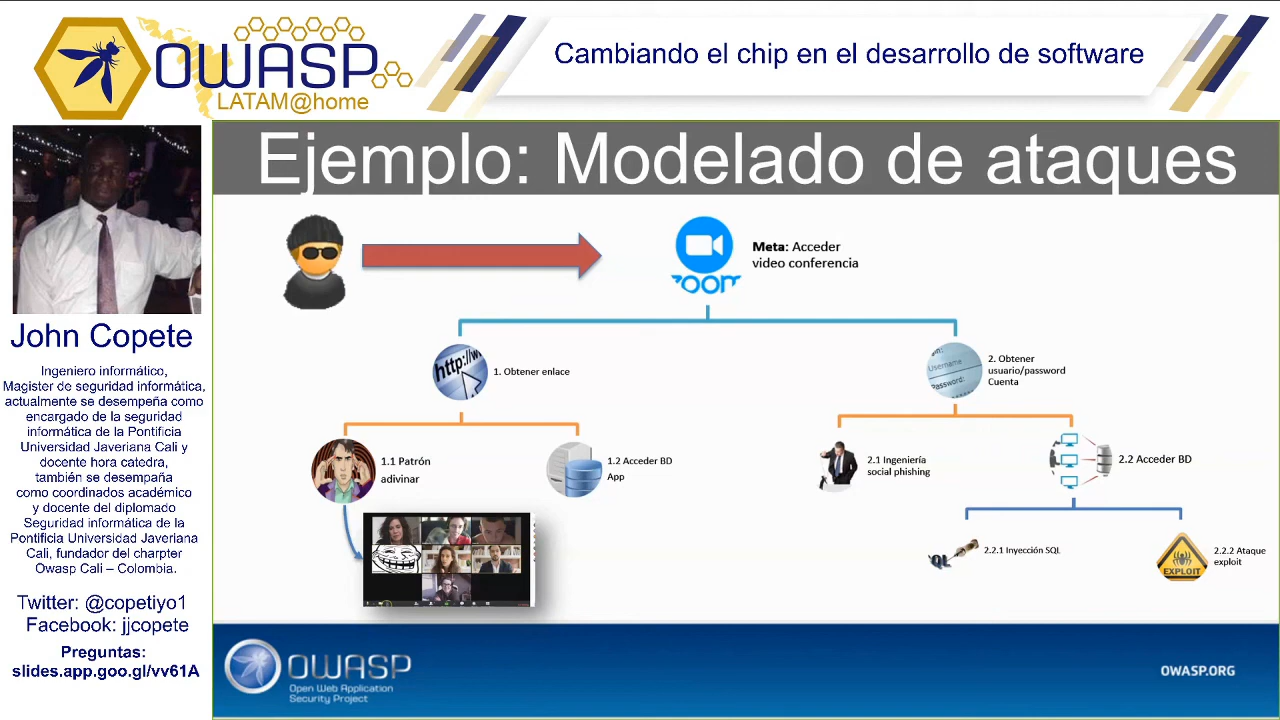 OWASP
LATAM@home
Cambiando el chip en el desarrollo de software
John Copete
Ingeniero informático,
Magister de seguridad informática,
actualmente se desempeña como
encargado de la seguridad
informática de la Pontificia
Universidad Javeriana Cali y
docente hora catedra,
también se desempaña
como coordinados académico
y docente del diplomado
Seguridad informática de la
Pontificia Universidad Javeriana
Cali, fundador del charpter
Owasp Cali – Colombia.
Twitter: @copetiyo1
Facebook: jjcopete
Preguntas:
slides.app.goo.gl/vv61A
Ejemplo: Modelado de ataques
Meta: Acceder
video conferencia
http://w
1. Obtener enlace
Username
Password:
2. Obtener
usuario/password
Cuenta
1.1 Patrón
adivinar
1.2 Acceder BD
App
2.1 Ingeniería
social phishing
2.2 Acceder BD
QL
2.2.1 Inyección SQL
EXPLOIT
2.2.2 Ataque
exploit
OWASP
Open Web Application
Security Project
OWASP.ORG